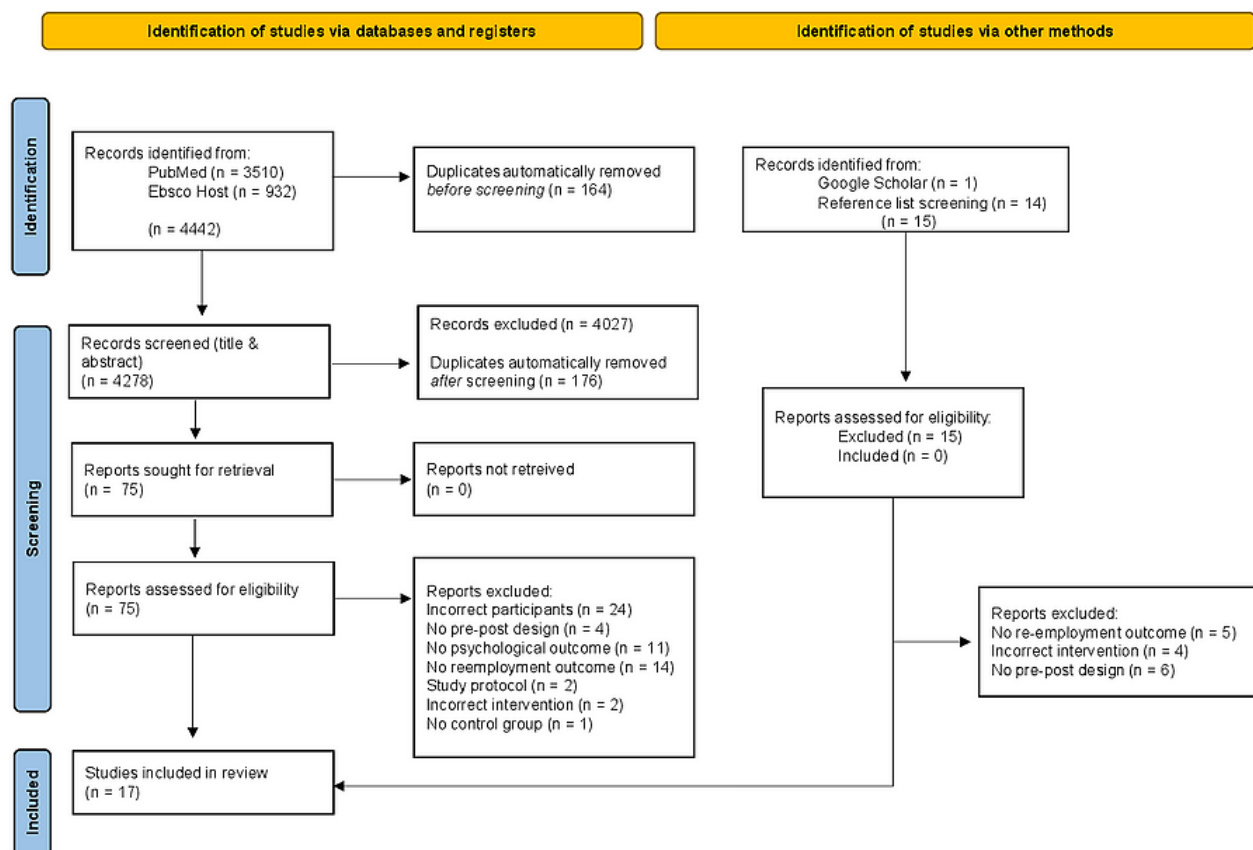 Identification of studies via databases and registers
Identification of studies via other methods
Identification
Records identified from:
PubMed (n = 3510)
Ebsco Host (n = 932)
(n = 4442)
Duplicates automatically removed
before screening (n = 164)
Records identified from:
Google Scholar (n = 1)
Reference list screening (n = 14)
(n = 15)
Screening
Records screened (title &
abstract)
(n = 4278)
Records excluded (n = 4027)
Duplicates automatically removed
after screening (n = 176)
Reports sought for retrieval
(n = 75)
Reports not retreived
(n = 0)
Reports assessed for eligibility:
Excluded (n = 15)
Included (n = 0)
Reports assessed for eligibility
(n = 75)
Reports excluded:
Incorrect participants (n = 24)
No pre-post design (n = 4)
No psychological outcome (n = 11)
No reemployment outcome (n = 14)
Study protocol (n = 2)
Incorrect intervention (n = 2)
No control group (n = 1)
Reports excluded:
No re-employment outcome (n = 5)
Incorrect intervention (n = 4)
No pre-post design (n = 6)
Included
Studies included in review
(n = 17)